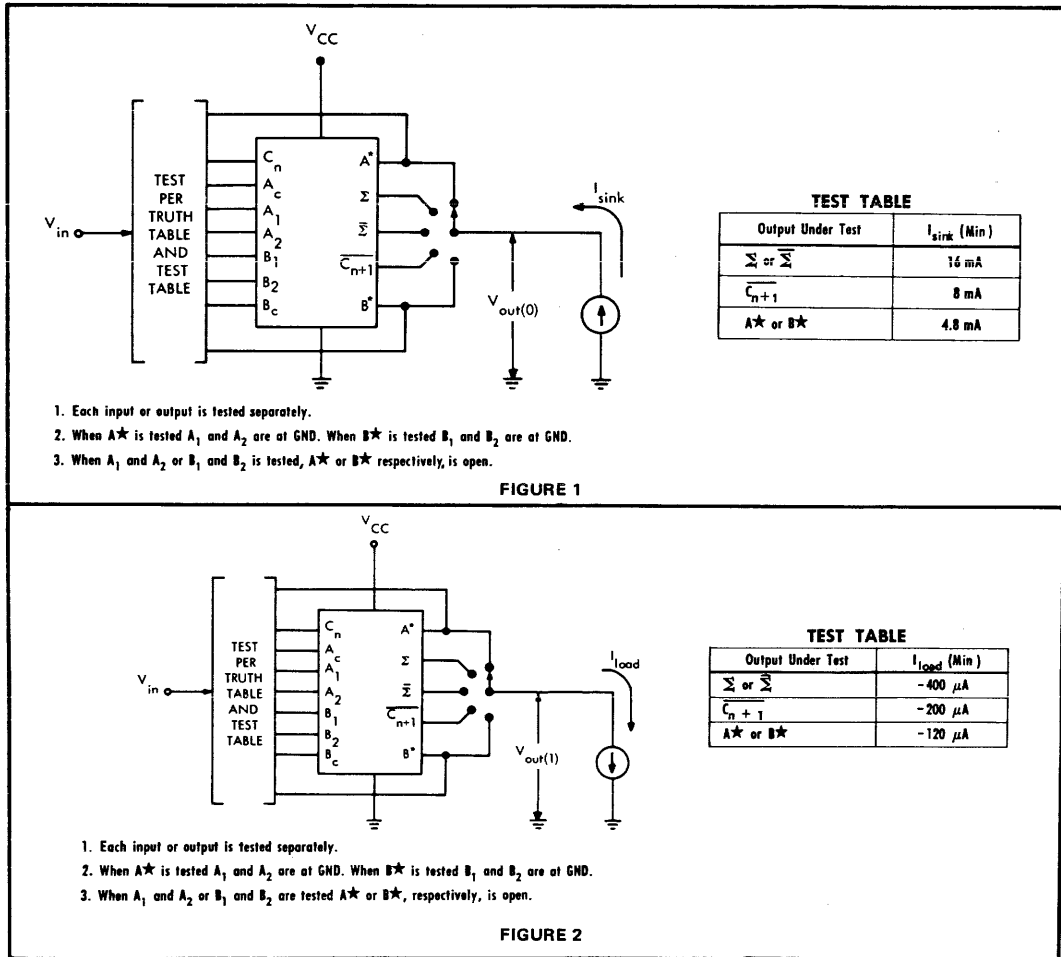 V_CC
TEST
PER
TRUTH
TABLE
AND
TEST
TABLE
V_in
C_n
A_c
A_1
A_2
B_1
B_2
B_c
A*
Σ
Σ̅
C̅_n̅+̅1̅
B*
V_out(0)
I_sink
TEST TABLE
Output Under Test I_sink (Min)
Σ or Σ̅ 16 mA
C̅_n̅+̅1̅ 8 mA
A★ or B★ 4.8 mA
1. Each input or output is tested separately.
2. When A★ is tested A_1 and A_2 are at GND. When B★ is tested B_1 and B_2 are at GND.
3. When A_1 and A_2 or B_1 and B_2 is tested, A★ or B★ respectively, is open.
FIGURE 1
V_CC
TEST
PER
TRUTH
TABLE
AND
TEST
TABLE
V_in
C_n
A_c
A_1
A_2
B_1
B_2
B_c
A*
Σ
Σ̅
C̅_n̅+̅1̅
B*
V_out(1)
I_load
TEST TABLE
Output Under Test I_load (Min)
Σ or Σ̅ -400 µA
C̅_n̅+̅1̅ -200 µA
A★ or B★ -120 µA
1. Each input or output is tested separately.
2. When A★ is tested A_1 and A_2 are at GND. When B★ is tested B_1 and B_2 are at GND.
3. When A_1 and A_2 or B_1 and B_2 are tested A★ or B★, respectively, is open.
FIGURE 2